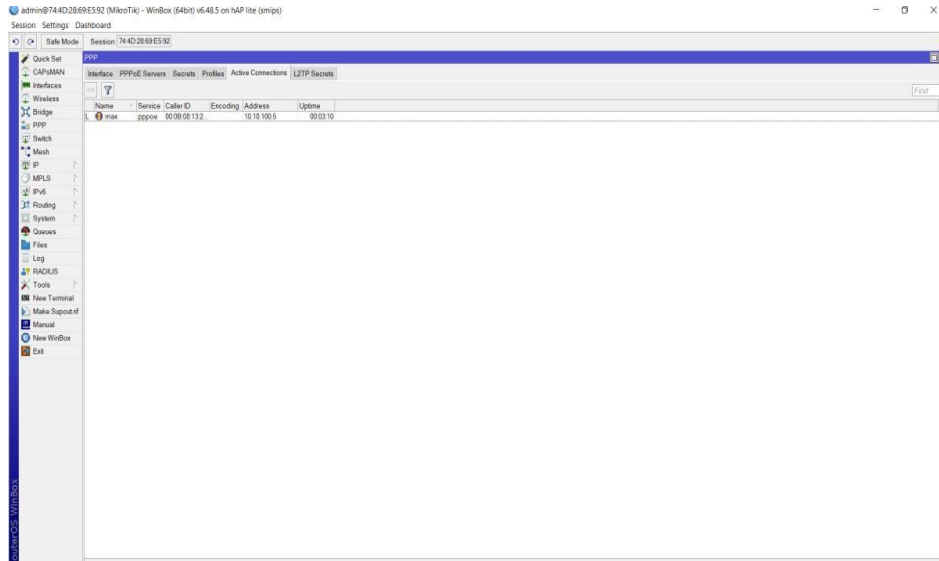 admin@74:4D:28:69:E5:92 (MikroTik) - WinBox (64bit) v6.48.5 on hAP lite (smips)
Session Settings Dashboard
Safe Mode Session: 74:4D:28:69:E5:92
Quick Set
CAPsMAN
Interfaces
Wireless
Bridge
PPP
Switch
Mesh
IP
MPLS
IPv6
Routing
System
Queues
Files
Log
RADIUS
Tools
New Terminal
Make Supout.rif
Manual
New WinBox
Exit
PPP
Interface PPPoE Servers Secrets Profiles Active Connections L2TP Secrets
Find
Name Service Caller ID Encoding Address Uptime
L max pppoe 00:0B:08:13:2... 10.10.100.5 00:03:10
outerOS WinBox